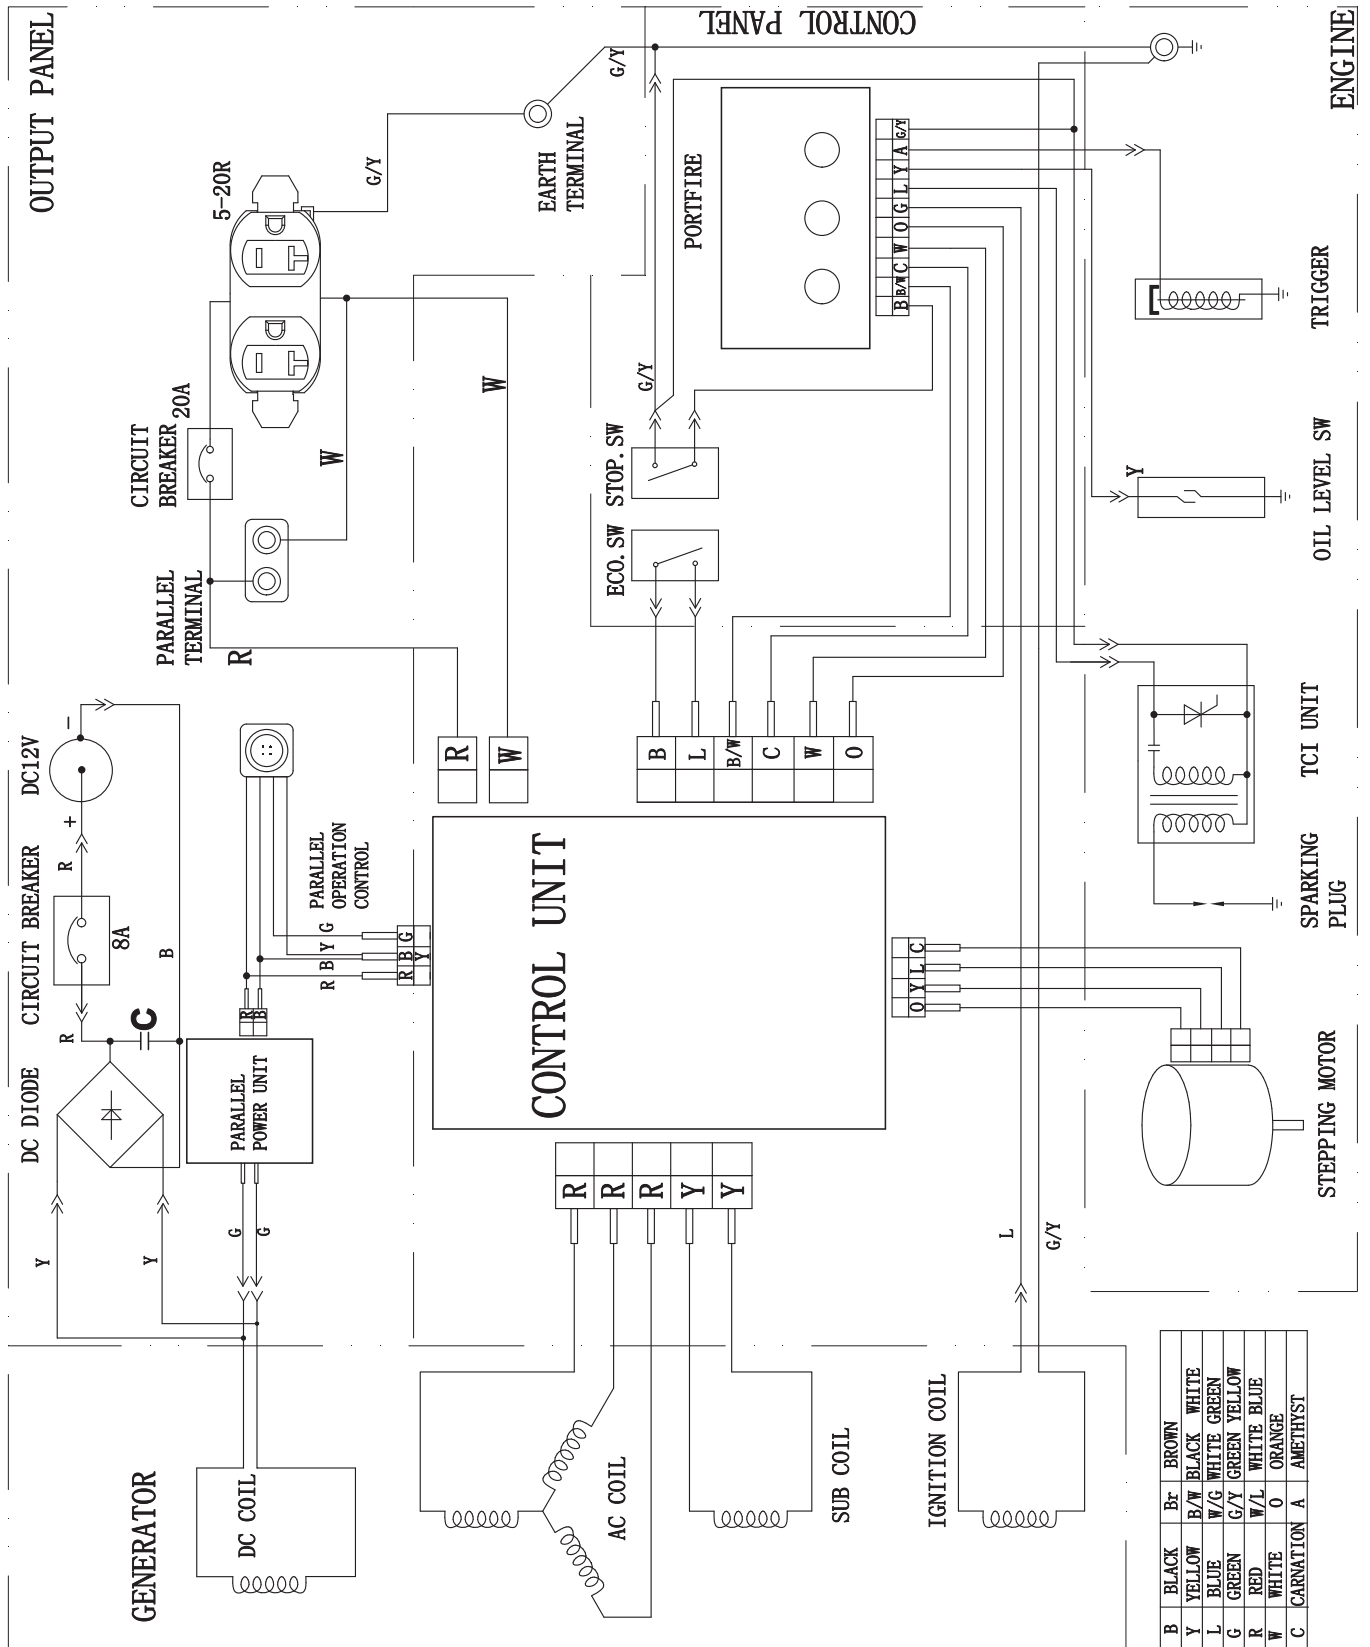 OUTPUT PANEL
CONTROL PANEL
ENGINE
GENERATOR
5-20R
G/Y
EARTH
TERMINAL
G/Y
CIRCUIT
BREAKER 20A
W
W
PARALLEL
TERMINAL
R
DC12V
-
+
R
CIRCUIT BREAKER
8A
R
B
C
DC DIODE
Y
Y
G
G
PARALLEL
POWER UNIT
R
B
PARALLEL
OPERATION
CONTROL
R
B
Y
G
R
B
Y
G
R
W
CONTROL UNIT
PORTFIRE
B
B/W
C
W
O
G
L
Y
A
G/Y
G/Y
STOP.SW
ECO.SW
B
L
B/W
C
W
O
TRIGGER
OIL LEVEL SW
Y
TCI UNIT
SPARKING
PLUG
O
Y
L
C
STEPPING MOTOR
R
R
R
Y
Y
L
G/Y
DC COIL
AC COIL
SUB COIL
IGNITION COIL
B BLACK Br BROWN
Y YELLOW B/W BLACK WHITE
L BLUE W/G WHITE GREEN
G GREEN G/Y GREEN YELLOW
R RED W/L WHITE BLUE
W WHITE O ORANGE
C CARNATION A AMETHYST